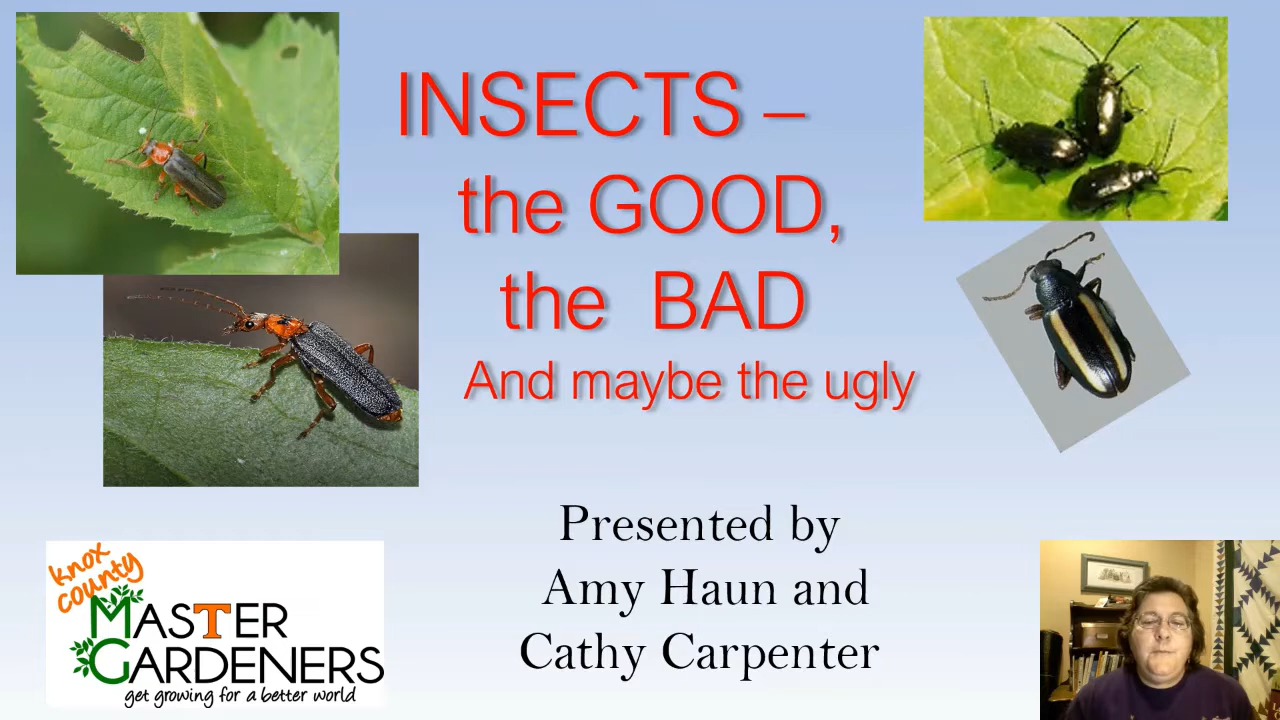 INSECTS –
the GOOD,
the BAD
And maybe the ugly
Presented by
Amy Haun and
Cathy Carpenter
knox
county
MASTER
GARDENERS
get growing for a better world